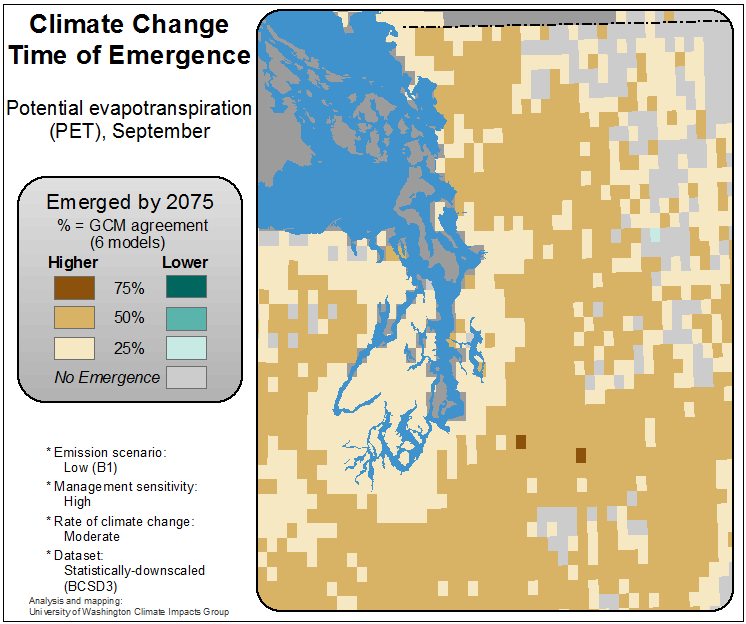 Climate Change
Time of Emergence
Potential evapotranspiration
(PET), September
Emerged by 2075
% = GCM agreement
(6 models)
Higher Lower
75%
50%
25%
No Emergence
* Emission scenario:
Low (B1)
* Management sensitivity:
High
* Rate of climate change:
Moderate
* Dataset:
Statistically-downscaled
(BCSD3)
Analysis and mapping:
University of Washington Climate Impacts Group